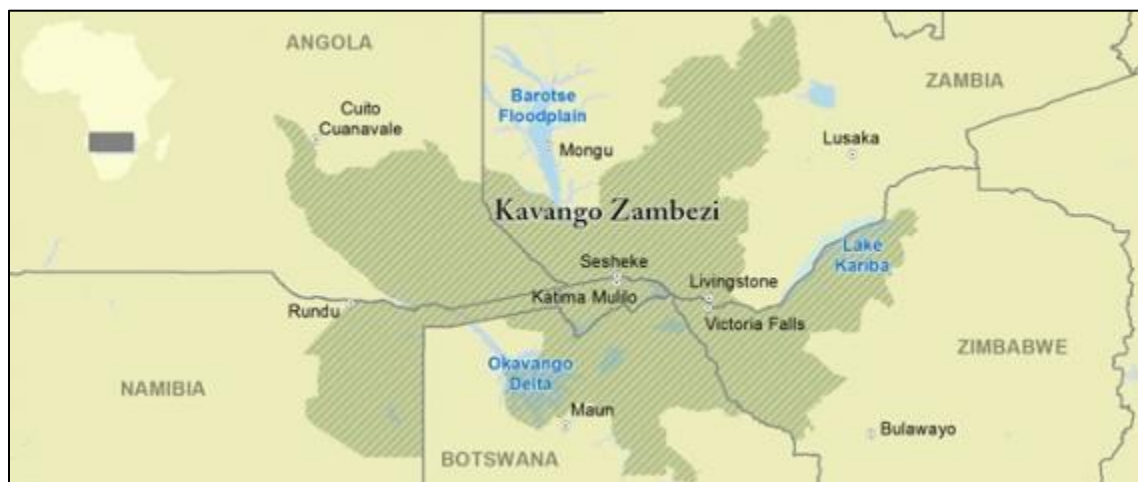 ANGOLA
ZAMBIA
Cuito
Cuanavale
Barotse
Floodplain
Mongu
Lusaka
Kavango Zambezi
Sesheke
Lake
Kariba
Livingstone
Katima Mulilo
Rundu
Victoria Falls
ZIMBABWE
Okavango
Delta
NAMIBIA
Maun
Bulawayo
BOTSWANA